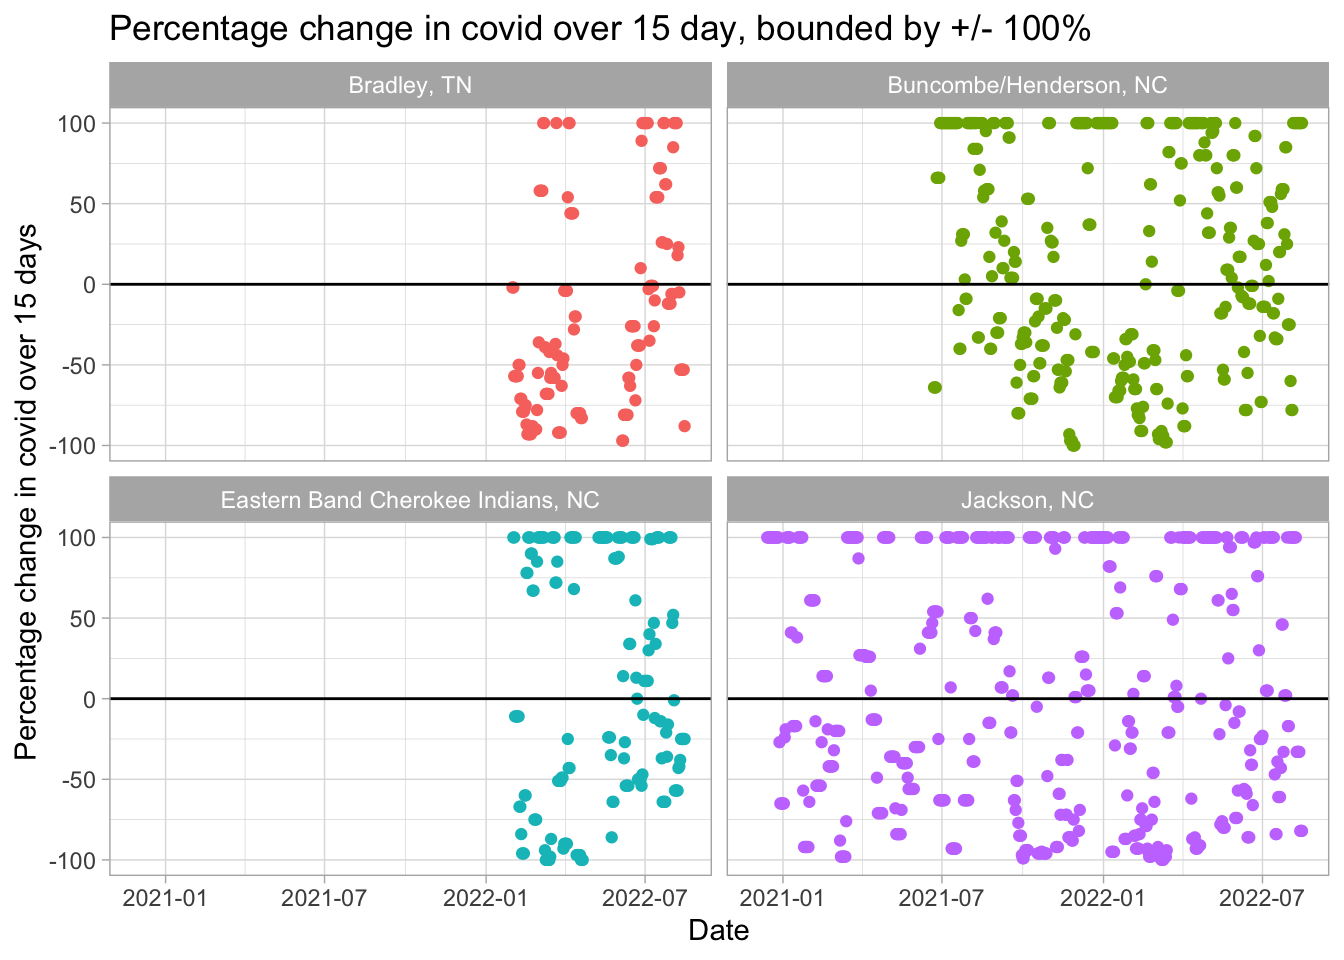 Percentage change in covid over 15 day, bounded by +/- 100%
Bradley, TN
Buncombe/Henderson, NC
100
50
0
-50
-100
Eastern Band Cherokee Indians, NC
Jackson, NC
100
50
0
-50
-100
Percentage change in covid over 15 days
2021-01
2021-07
2022-01
2022-07
2021-01
2021-07
2022-01
2022-07
Date